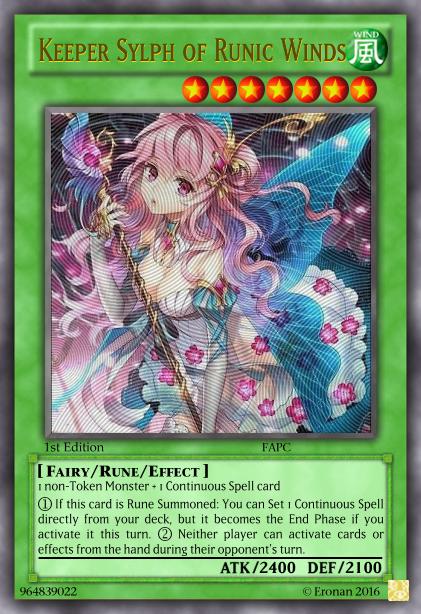 Keeper Sylph of Runic Winds
WIND
風
1st Edition
FAPC
[ Fairy/Rune/Effect ]
1 non-Token Monster + 1 Continuous Spell card
① If this card is Rune Summoned: You can Set 1 Continuous Spell
directly from your deck, but it becomes the End Phase if you
activate it this turn. ② Neither player can activate cards or
effects from the hand during their opponent's turn.
ATK/2400 DEF/2100
964839022
© Eronan 2016